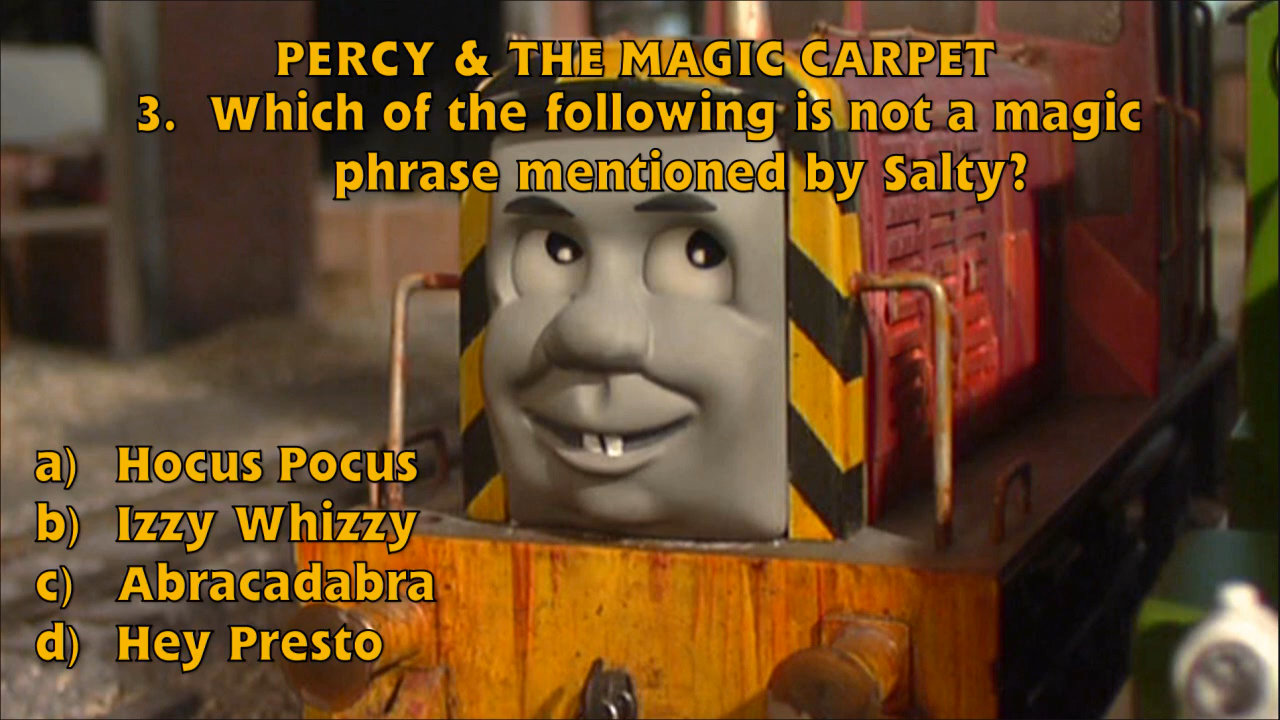 PERCY & THE MAGIC CARPET
3. Which of the following is not a magic
phrase mentioned by Salty?
a) Hocus Pocus
b) Izzy Whizzy
c) Abracadabra
d) Hey Presto